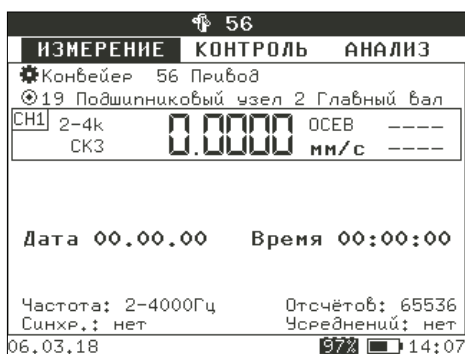 56
ИЗМЕРЕНИЕ КОНТРОЛЬ АНАЛИЗ
Конвейер 56 Привод
19 Подшипниковый узел 2 Главный вал
CH1 2-4k 0.0000 ОСЕВ ----
СКЗ мм/с ----
Дата 00.00.00 Время 00:00:00
Частота: 2-4000Гц Отсчётов: 65536
Синхр.: нет Усреднений: нет
06.03.18 97% 14:07